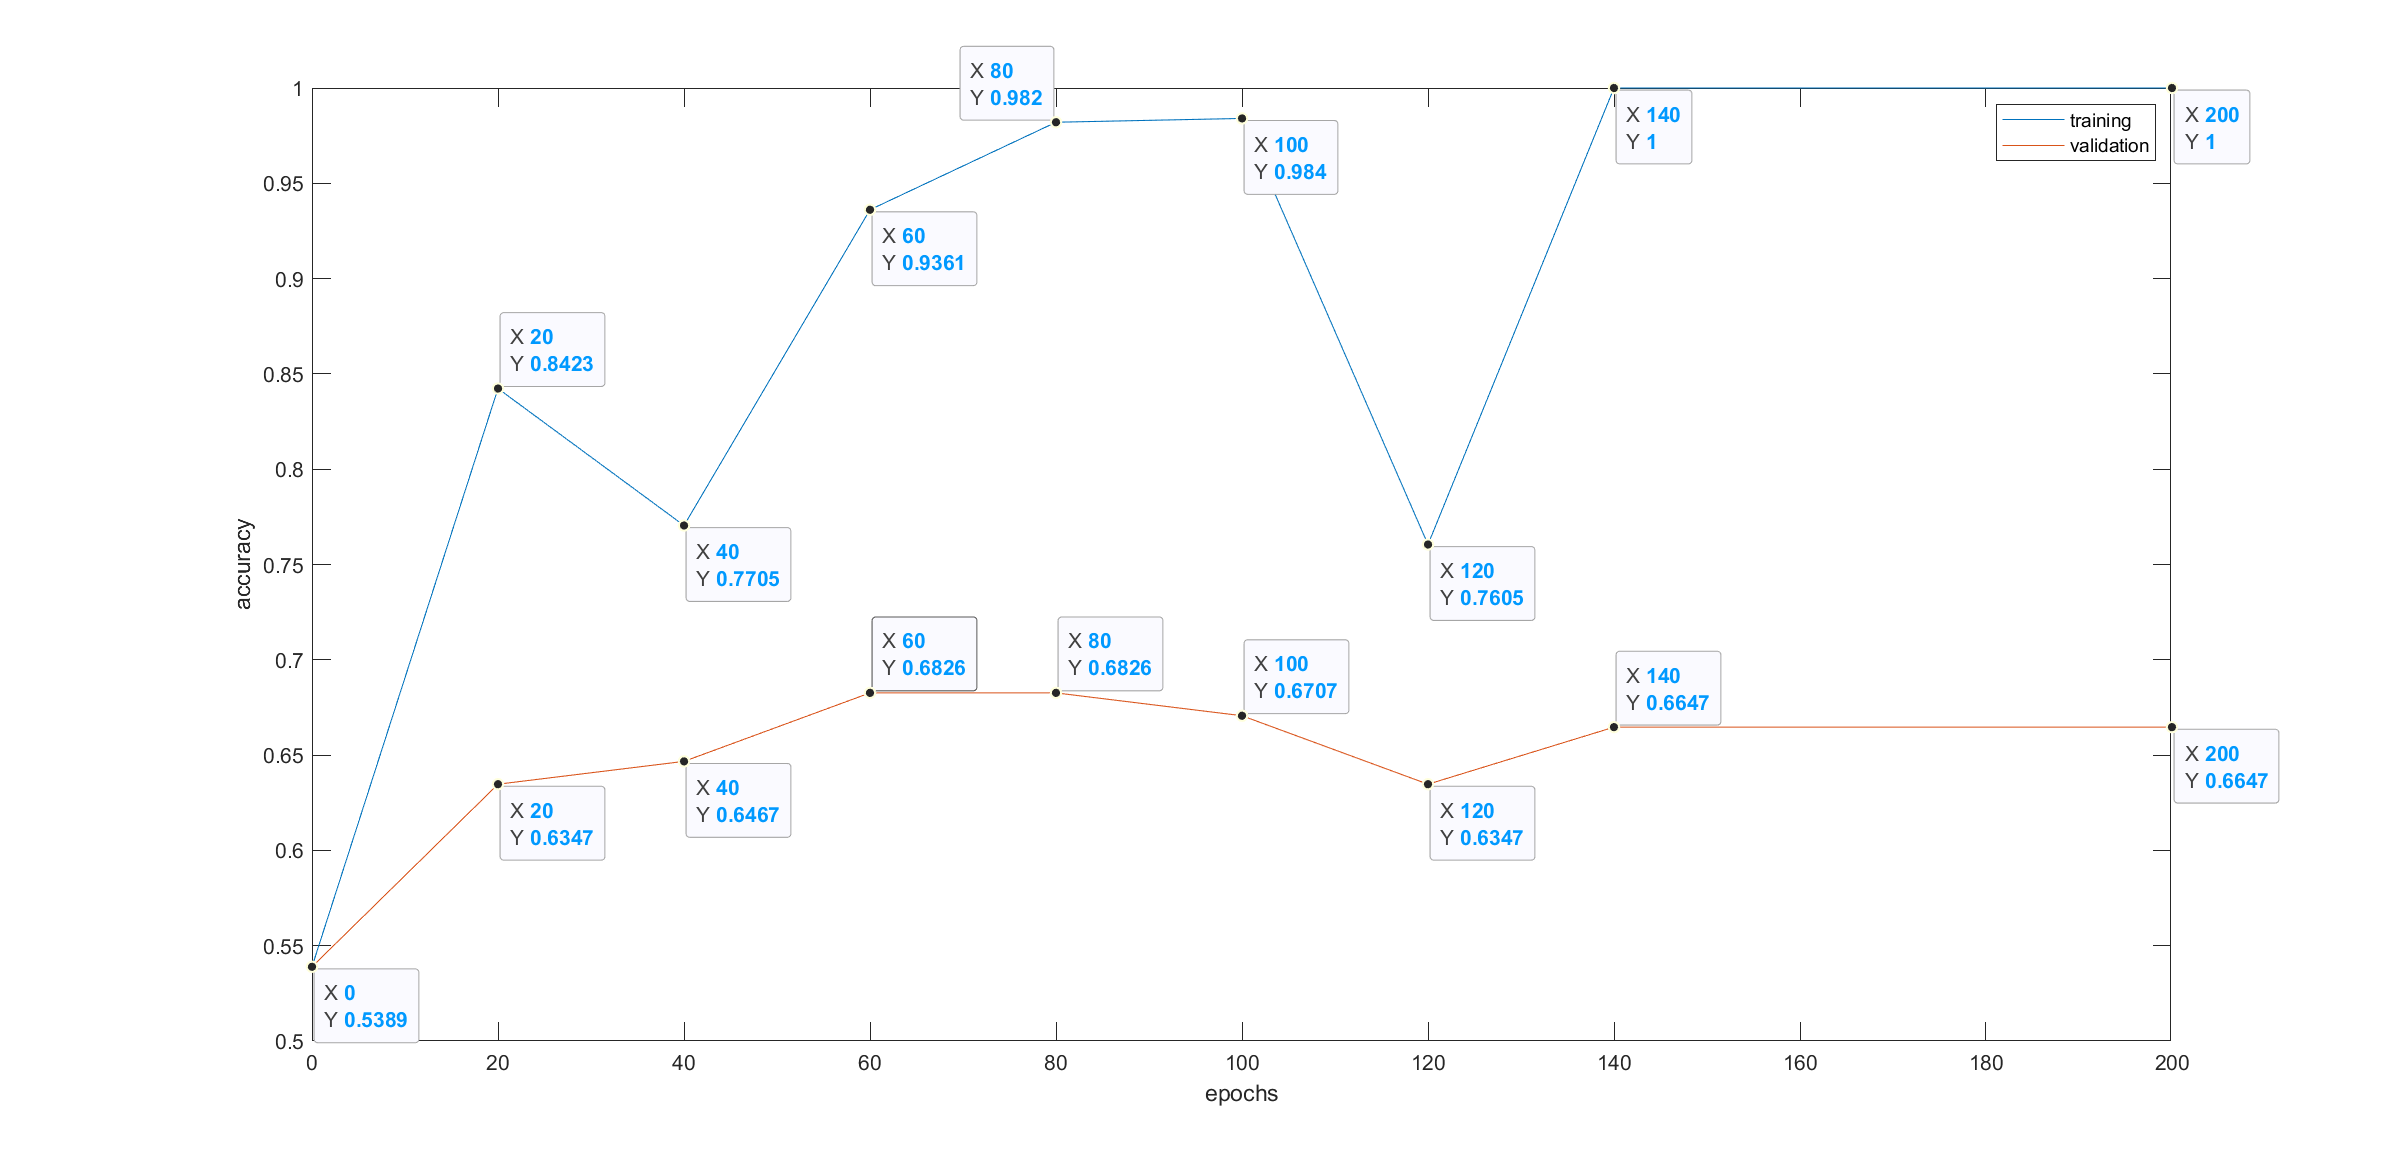 X 80
Y 0.982
1
X 140
Y 1
training
validation
X 200
Y 1
X 100
Y 0.984
0.95
X 60
Y 0.9361
0.9
X 20
Y 0.8423
0.85
0.8
X 40
Y 0.7705
0.75
X 120
Y 0.7605
accuracy
X 60
Y 0.6826
X 80
Y 0.6826
X 100
Y 0.6707
X 140
Y 0.6647
0.7
0.65
X 200
Y 0.6647
X 40
Y 0.6467
X 20
Y 0.6347
X 120
Y 0.6347
0.6
0.55
X 0
Y 0.5389
0.5
0 20 40 60 80 100 120 140 160 180 200
epochs